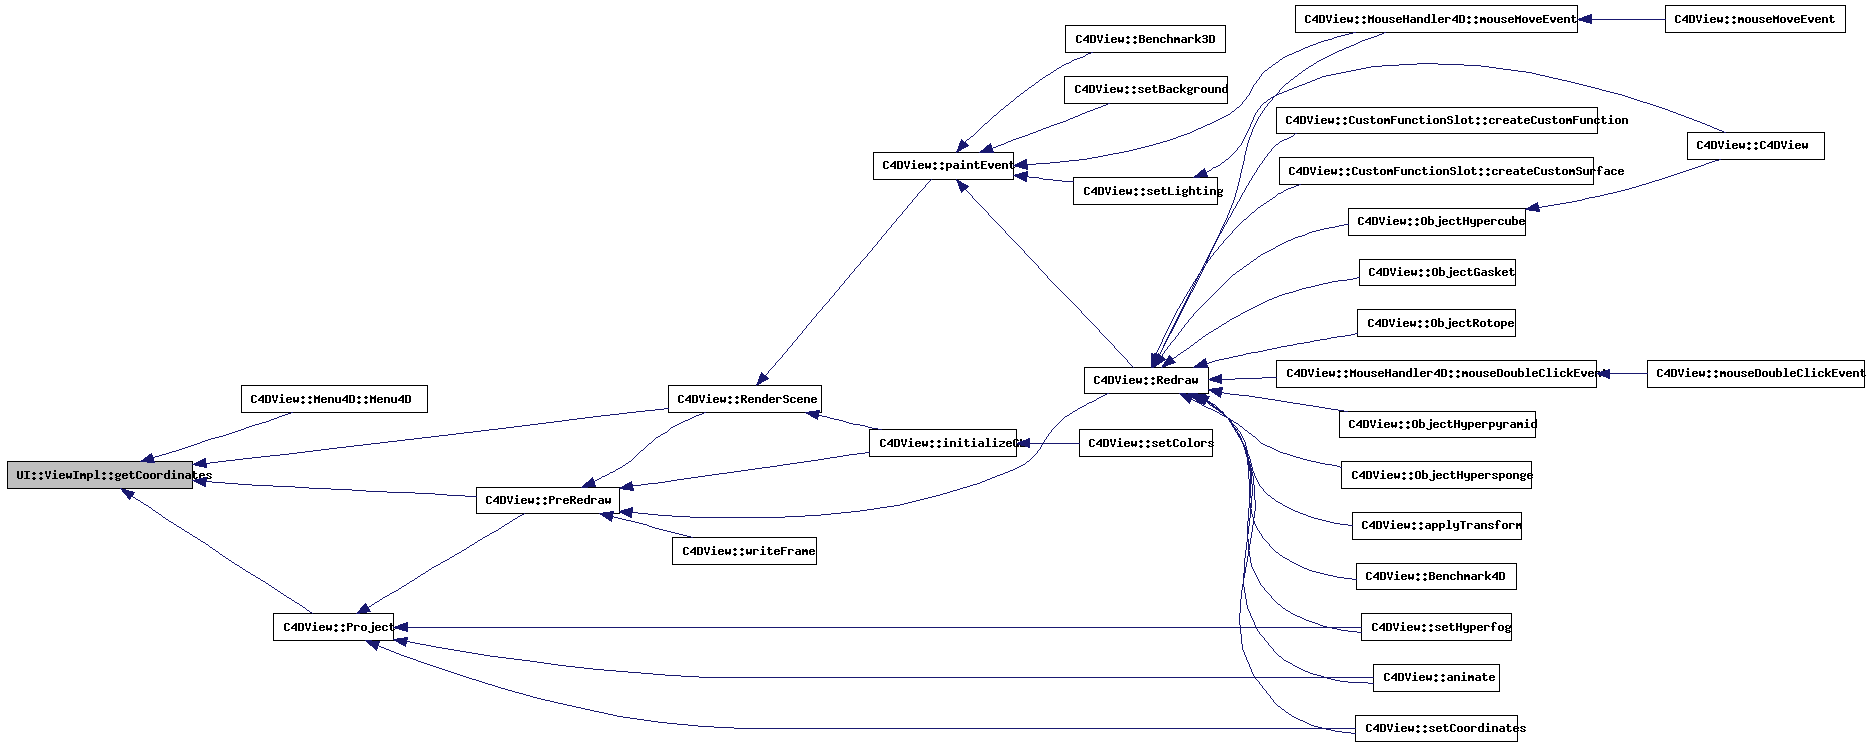 C4DView::MouseHandler4D::mouseMoveEvent
C4DView::mouseMoveEvent
C4DView::Benchmark3D
C4DView::setBackground
C4DView::CustomFunctionSlot::createCustomFunction
C4DView::C4DView
C4DView::paintEvent
C4DView::CustomFunctionSlot::createCustomSurface
C4DView::setLighting
C4DView::ObjectHypercube
C4DView::ObjectGasket
C4DView::ObjectRotope
C4DView::Redraw
C4DView::MouseHandler4D::mouseDoubleClickEvent
C4DView::mouseDoubleClickEvent
C4DView::Menu4D::Menu4D
C4DView::RenderScene
C4DView::ObjectHyperpyramid
C4DView::initializeGL
C4DView::setColors
UI::ViewImpl::getCoordinates
C4DView::ObjectHypersponge
C4DView::PreRedraw
C4DView::applyTransform
C4DView::writeFrame
C4DView::Benchmark4D
C4DView::Project
C4DView::setHyperfog
C4DView::animate
C4DView::setCoordinates